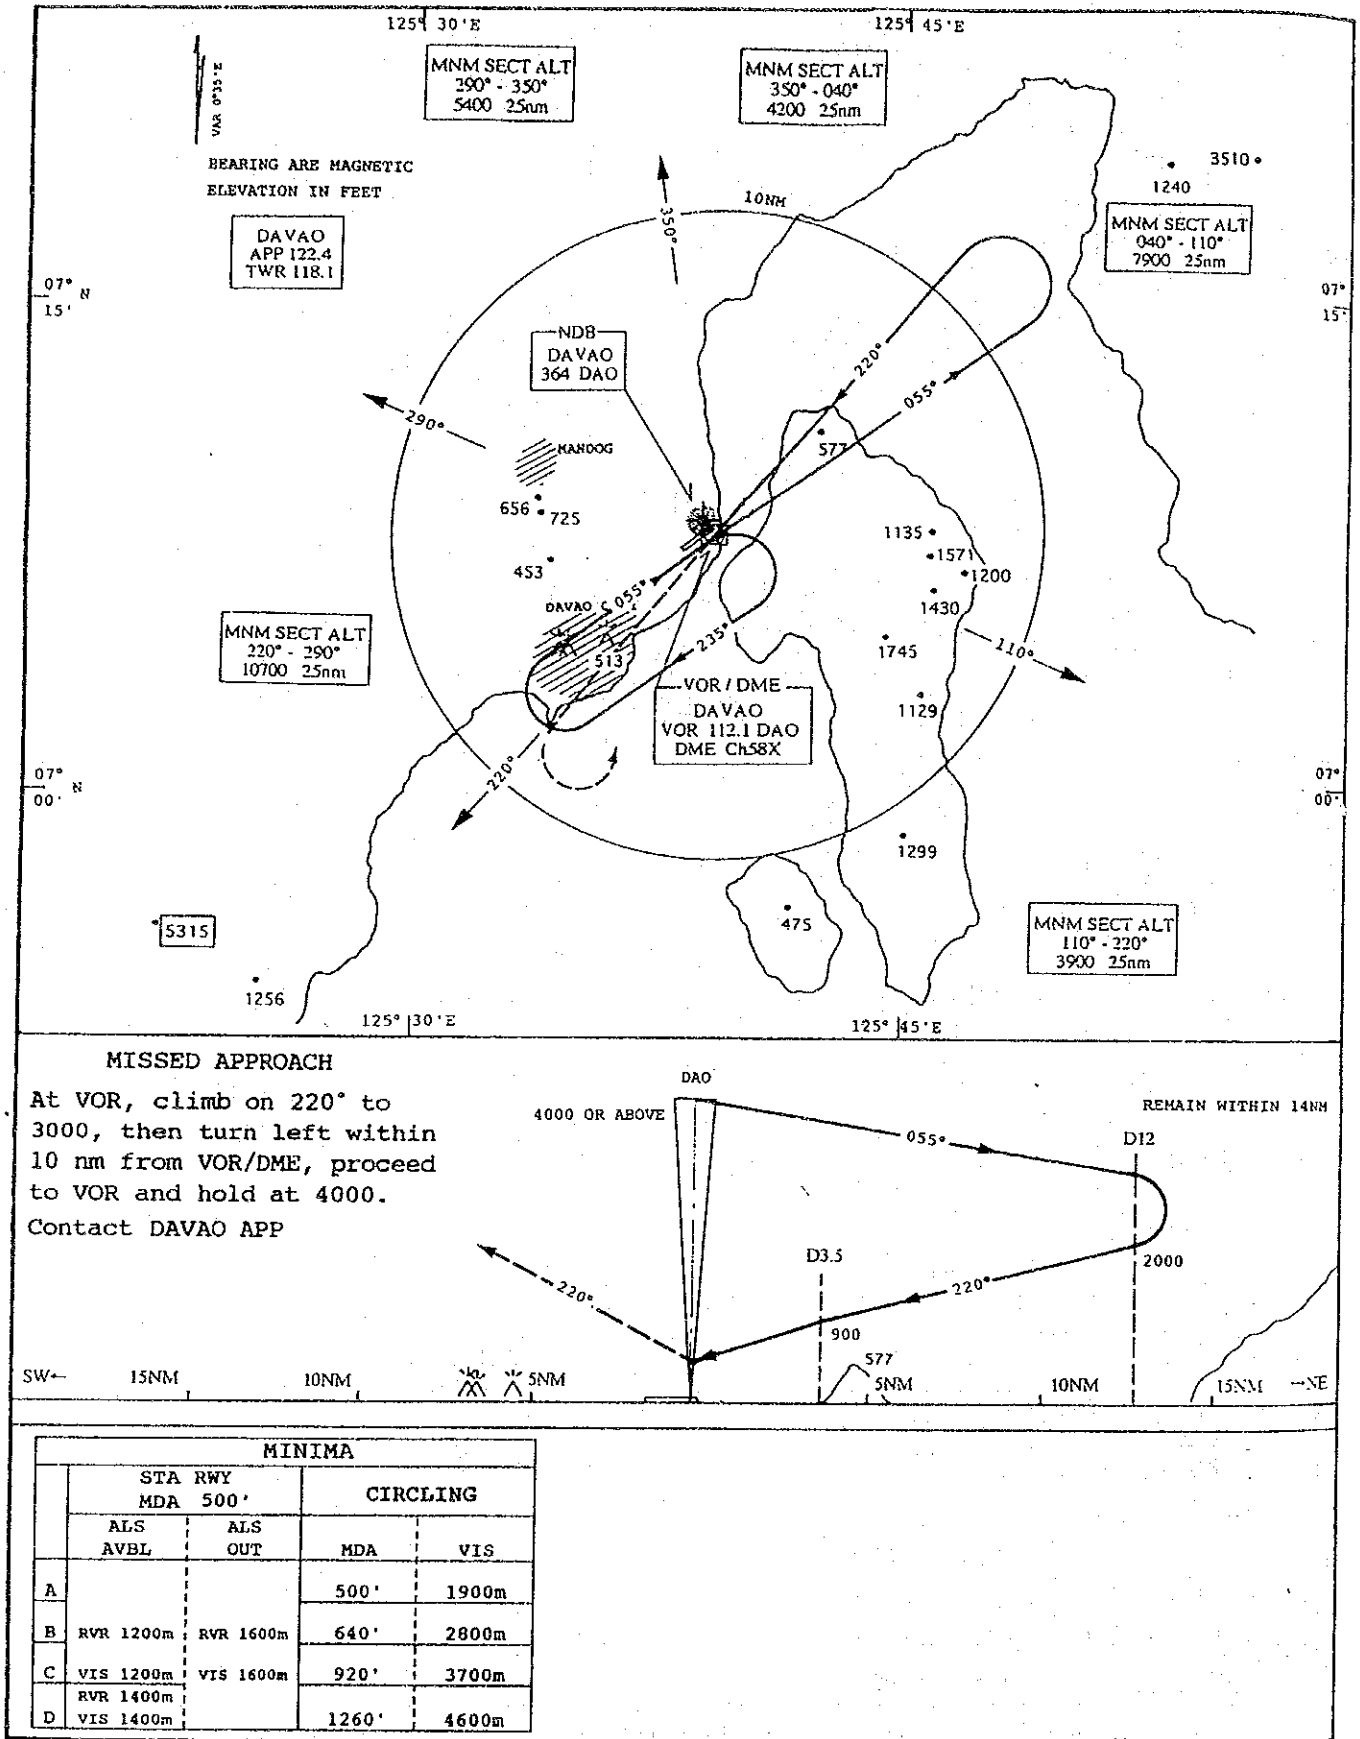 125° 30'E
125° 45'E
VAR 0°35'E
MNM SECT ALT
290° - 350°
5400 25nm
MNM SECT ALT
350° - 040°
4200 25nm
BEARING ARE MAGNETIC
ELEVATION IN FEET
DAVAO
APP 122.4
TWR 118.1
3510
1240
MNM SECT ALT
040° - 110°
7900 25nm
10NM
350°
07° N
15'
07°
15'
NDB
DAVAO
364 DAO
220°
055°
290°
577
MANDOG
656
725
453
1135
1571
1200
1430
1745
1129
110°
MNM SECT ALT
220° - 290°
10700 25nm
DAVAO
055°
235°
513
VOR / DME
DAVAO
VOR 112.1 DAO
DME Ch58X
220°
07° N
00'
07°
00'
1299
475
5315
1256
MNM SECT ALT
110° - 220°
3900 25nm
125° 30'E
125° 45'E
MISSED APPROACH
At VOR, climb on 220° to
3000, then turn left within
10 nm from VOR/DME, proceed
to VOR and hold at 4000.
Contact DAVAO APP
DAO
4000 OR ABOVE
REMAIN WITHIN 14NM
055°
D12
D3.5
2000
220°
220°
900
577
SW← 15NM 10NM 5NM 5NM 10NM 15NM →NE
MINIMA
STA RWY
MDA 500'
CIRCLING
ALS AVBL
ALS OUT
MDA VIS
A 500' 1900m
B RVR 1200m RVR 1600m 640' 2800m
C VIS 1200m VIS 1600m 920' 3700m
RVR 1400m
D VIS 1400m 1260' 4600m